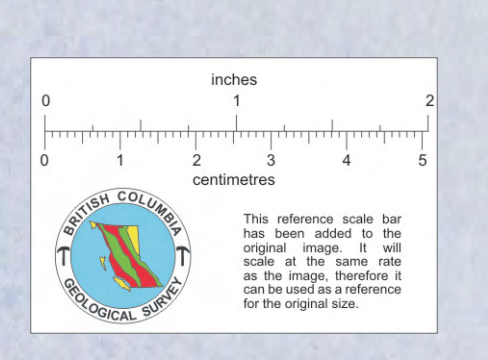 inches
0 1 2
0 1 2 3 4 5
centimetres
BRITISH COLUMBIA
GEOLOGICAL SURVEY
This reference scale bar
has been added to the
original image. It will
scale at the same rate
as the image, therefore it
can be used as a reference
for the original size.